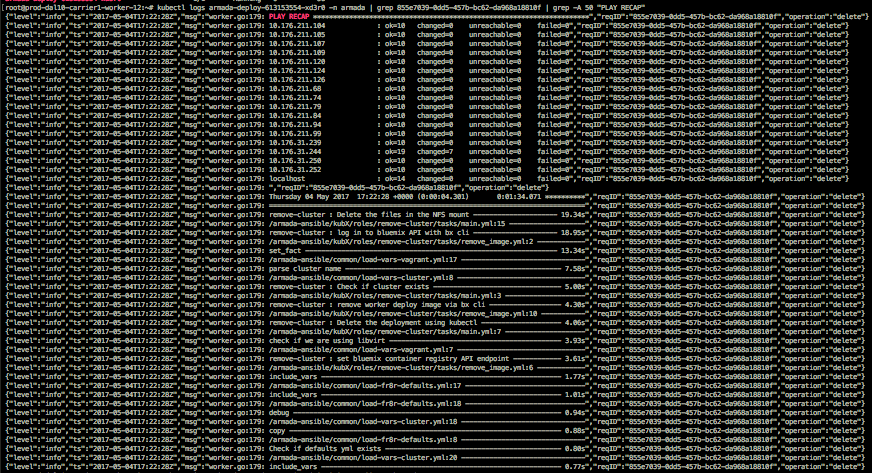 [root@prod-dal10-carrier1-worker-12:~# kubectl logs armada-deploy-613153554-xd3r0 -n armada | grep 855e7039-0dd5-457b-bc62-da968a18810f | grep -A 50 "PLAY RECAP"
{"level":"info","ts":"2017-05-04T17:22:28Z","msg":"worker.go:179: PLAY RECAP *********************************************************************","reqID":"855e7039-0dd5-457b-bc62-da968a18810f","operation":"delete"}
{"level":"info","ts":"2017-05-04T17:22:28Z","msg":"worker.go:179: 10.176.211.104 : ok=10 changed=0 unreachable=0 failed=0","reqID":"855e7039-0dd5-457b-bc62-da968a18810f","operation":"delete"}
{"level":"info","ts":"2017-05-04T17:22:28Z","msg":"worker.go:179: 10.176.211.105 : ok=10 changed=0 unreachable=0 failed=0","reqID":"855e7039-0dd5-457b-bc62-da968a18810f","operation":"delete"}
{"level":"info","ts":"2017-05-04T17:22:28Z","msg":"worker.go:179: 10.176.211.107 : ok=10 changed=0 unreachable=0 failed=0","reqID":"855e7039-0dd5-457b-bc62-da968a18810f","operation":"delete"}
{"level":"info","ts":"2017-05-04T17:22:28Z","msg":"worker.go:179: 10.176.211.109 : ok=10 changed=0 unreachable=0 failed=0","reqID":"855e7039-0dd5-457b-bc62-da968a18810f","operation":"delete"}
{"level":"info","ts":"2017-05-04T17:22:28Z","msg":"worker.go:179: 10.176.211.120 : ok=10 changed=0 unreachable=0 failed=0","reqID":"855e7039-0dd5-457b-bc62-da968a18810f","operation":"delete"}
{"level":"info","ts":"2017-05-04T17:22:28Z","msg":"worker.go:179: 10.176.211.124 : ok=10 changed=0 unreachable=0 failed=0","reqID":"855e7039-0dd5-457b-bc62-da968a18810f","operation":"delete"}
{"level":"info","ts":"2017-05-04T17:22:28Z","msg":"worker.go:179: 10.176.211.126 : ok=10 changed=0 unreachable=0 failed=0","reqID":"855e7039-0dd5-457b-bc62-da968a18810f","operation":"delete"}
{"level":"info","ts":"2017-05-04T17:22:28Z","msg":"worker.go:179: 10.176.211.68 : ok=10 changed=0 unreachable=0 failed=0","reqID":"855e7039-0dd5-457b-bc62-da968a18810f","operation":"delete"}
{"level":"info","ts":"2017-05-04T17:22:28Z","msg":"worker.go:179: 10.176.211.74 : ok=10 changed=0 unreachable=0 failed=0","reqID":"855e7039-0dd5-457b-bc62-da968a18810f","operation":"delete"}
{"level":"info","ts":"2017-05-04T17:22:28Z","msg":"worker.go:179: 10.176.211.79 : ok=10 changed=0 unreachable=0 failed=0","reqID":"855e7039-0dd5-457b-bc62-da968a18810f","operation":"delete"}
{"level":"info","ts":"2017-05-04T17:22:28Z","msg":"worker.go:179: 10.176.211.84 : ok=10 changed=0 unreachable=0 failed=0","reqID":"855e7039-0dd5-457b-bc62-da968a18810f","operation":"delete"}
{"level":"info","ts":"2017-05-04T17:22:28Z","msg":"worker.go:179: 10.176.211.94 : ok=10 changed=0 unreachable=0 failed=0","reqID":"855e7039-0dd5-457b-bc62-da968a18810f","operation":"delete"}
{"level":"info","ts":"2017-05-04T17:22:28Z","msg":"worker.go:179: 10.176.211.99 : ok=10 changed=0 unreachable=0 failed=0","reqID":"855e7039-0dd5-457b-bc62-da968a18810f","operation":"delete"}
{"level":"info","ts":"2017-05-04T17:22:28Z","msg":"worker.go:179: 10.176.31.239 : ok=10 changed=0 unreachable=0 failed=0","reqID":"855e7039-0dd5-457b-bc62-da968a18810f","operation":"delete"}
{"level":"info","ts":"2017-05-04T17:22:28Z","msg":"worker.go:179: 10.176.31.244 : ok=19 changed=7 unreachable=0 failed=0","reqID":"855e7039-0dd5-457b-bc62-da968a18810f","operation":"delete"}
{"level":"info","ts":"2017-05-04T17:22:28Z","msg":"worker.go:179: 10.176.31.250 : ok=10 changed=0 unreachable=0 failed=0","reqID":"855e7039-0dd5-457b-bc62-da968a18810f","operation":"delete"}
{"level":"info","ts":"2017-05-04T17:22:28Z","msg":"worker.go:179: 10.176.31.252 : ok=10 changed=0 unreachable=0 failed=0","reqID":"855e7039-0dd5-457b-bc62-da968a18810f","operation":"delete"}
{"level":"info","ts":"2017-05-04T17:22:28Z","msg":"worker.go:179: localhost : ok=14 changed=0 unreachable=0 failed=0","reqID":"855e7039-0dd5-457b-bc62-da968a18810f","operation":"delete"}
{"level":"info","ts":"2017-05-04T17:22:28Z","msg":"worker.go:179: ","reqID":"855e7039-0dd5-457b-bc62-da968a18810f","operation":"delete"}
{"level":"info","ts":"2017-05-04T17:22:28Z","msg":"worker.go:179: Thursday 04 May 2017 17:22:28 +0000 (0:00:04.301) 0:01:34.071 **********","reqID":"855e7039-0dd5-457b-bc62-da968a18810f","operation":"delete"}
{"level":"info","ts":"2017-05-04T17:22:28Z","msg":"worker.go:179: ===============================================================================","reqID":"855e7039-0dd5-457b-bc62-da968a18810f","operation":"delete"}
{"level":"info","ts":"2017-05-04T17:22:28Z","msg":"worker.go:179: remove-cluster : Delete the files in the NFS mount --------------------- 19.34s","reqID":"855e7039-0dd5-457b-bc62-da968a18810f","operation":"delete"}
{"level":"info","ts":"2017-05-04T17:22:28Z","msg":"worker.go:179: /armada-ansible/kubX/roles/remove-cluster/tasks/main.yml:15 -------------------","reqID":"855e7039-0dd5-457b-bc62-da968a18810f","operation":"delete"}
{"level":"info","ts":"2017-05-04T17:22:28Z","msg":"worker.go:179: remove-cluster : log in to bluemix API with bx cli --------------------- 18.95s","reqID":"855e7039-0dd5-457b-bc62-da968a18810f","operation":"delete"}
{"level":"info","ts":"2017-05-04T17:22:28Z","msg":"worker.go:179: /armada-ansible/kubX/roles/remove-cluster/tasks/remove_image.yml:2 ------------","reqID":"855e7039-0dd5-457b-bc62-da968a18810f","operation":"delete"}
{"level":"info","ts":"2017-05-04T17:22:28Z","msg":"worker.go:179: set_fact --------------------------------------------------------------- 13.34s","reqID":"855e7039-0dd5-457b-bc62-da968a18810f","operation":"delete"}
{"level":"info","ts":"2017-05-04T17:22:28Z","msg":"worker.go:179: /armada-ansible/common/load-vars-vagrant.yml:17 -------------------------------","reqID":"855e7039-0dd5-457b-bc62-da968a18810f","operation":"delete"}
{"level":"info","ts":"2017-05-04T17:22:28Z","msg":"worker.go:179: parse cluster name ------------------------------------------------------ 7.58s","reqID":"855e7039-0dd5-457b-bc62-da968a18810f","operation":"delete"}
{"level":"info","ts":"2017-05-04T17:22:28Z","msg":"worker.go:179: /armada-ansible/common/load-vars-cluster.yml:8 --------------------------------","reqID":"855e7039-0dd5-457b-bc62-da968a18810f","operation":"delete"}
{"level":"info","ts":"2017-05-04T17:22:28Z","msg":"worker.go:179: remove-cluster : Check if cluster exists -------------------------------- 5.00s","reqID":"855e7039-0dd5-457b-bc62-da968a18810f","operation":"delete"}
{"level":"info","ts":"2017-05-04T17:22:28Z","msg":"worker.go:179: /armada-ansible/kubX/roles/remove-cluster/tasks/main.yml:3 --------------------","reqID":"855e7039-0dd5-457b-bc62-da968a18810f","operation":"delete"}
{"level":"info","ts":"2017-05-04T17:22:28Z","msg":"worker.go:179: remove-cluster : remove worker deploy image via bx cli ------------------ 4.30s","reqID":"855e7039-0dd5-457b-bc62-da968a18810f","operation":"delete"}
{"level":"info","ts":"2017-05-04T17:22:28Z","msg":"worker.go:179: /armada-ansible/kubX/roles/remove-cluster/tasks/remove_image.yml:10 -----------","reqID":"855e7039-0dd5-457b-bc62-da968a18810f","operation":"delete"}
{"level":"info","ts":"2017-05-04T17:22:28Z","msg":"worker.go:179: remove-cluster : Delete the deployment using kubectl -------------------- 4.06s","reqID":"855e7039-0dd5-457b-bc62-da968a18810f","operation":"delete"}
{"level":"info","ts":"2017-05-04T17:22:28Z","msg":"worker.go:179: /armada-ansible/kubX/roles/remove-cluster/tasks/main.yml:7 --------------------","reqID":"855e7039-0dd5-457b-bc62-da968a18810f","operation":"delete"}
{"level":"info","ts":"2017-05-04T17:22:28Z","msg":"worker.go:179: check if we are using libvirt ------------------------------------------- 3.93s","reqID":"855e7039-0dd5-457b-bc62-da968a18810f","operation":"delete"}
{"level":"info","ts":"2017-05-04T17:22:28Z","msg":"worker.go:179: /armada-ansible/common/load-vars-vagrant.yml:7 --------------------------------","reqID":"855e7039-0dd5-457b-bc62-da968a18810f","operation":"delete"}
{"level":"info","ts":"2017-05-04T17:22:28Z","msg":"worker.go:179: remove-cluster : set bluemix container registry API endpoint ------------ 3.61s","reqID":"855e7039-0dd5-457b-bc62-da968a18810f","operation":"delete"}
{"level":"info","ts":"2017-05-04T17:22:28Z","msg":"worker.go:179: /armada-ansible/kubX/roles/remove-cluster/tasks/remove_image.yml:6 ------------","reqID":"855e7039-0dd5-457b-bc62-da968a18810f","operation":"delete"}
{"level":"info","ts":"2017-05-04T17:22:28Z","msg":"worker.go:179: include_vars ------------------------------------------------------------ 1.77s","reqID":"855e7039-0dd5-457b-bc62-da968a18810f","operation":"delete"}
{"level":"info","ts":"2017-05-04T17:22:28Z","msg":"worker.go:179: /armada-ansible/common/load-fr8r-defaults.yml:17 ------------------------------","reqID":"855e7039-0dd5-457b-bc62-da968a18810f","operation":"delete"}
{"level":"info","ts":"2017-05-04T17:22:28Z","msg":"worker.go:179: include_vars ------------------------------------------------------------ 1.01s","reqID":"855e7039-0dd5-457b-bc62-da968a18810f","operation":"delete"}
{"level":"info","ts":"2017-05-04T17:22:28Z","msg":"worker.go:179: /armada-ansible/common/load-fr8r-defaults.yml:18 ------------------------------","reqID":"855e7039-0dd5-457b-bc62-da968a18810f","operation":"delete"}
{"level":"info","ts":"2017-05-04T17:22:28Z","msg":"worker.go:179: debug ------------------------------------------------------------------- 0.94s","reqID":"855e7039-0dd5-457b-bc62-da968a18810f","operation":"delete"}
{"level":"info","ts":"2017-05-04T17:22:28Z","msg":"worker.go:179: /armada-ansible/common/load-vars-cluster.yml:18 -------------------------------","reqID":"855e7039-0dd5-457b-bc62-da968a18810f","operation":"delete"}
{"level":"info","ts":"2017-05-04T17:22:28Z","msg":"worker.go:179: copy -------------------------------------------------------------------- 0.88s","reqID":"855e7039-0dd5-457b-bc62-da968a18810f","operation":"delete"}
{"level":"info","ts":"2017-05-04T17:22:28Z","msg":"worker.go:179: /armada-ansible/common/load-fr8r-defaults.yml:8 -------------------------------","reqID":"855e7039-0dd5-457b-bc62-da968a18810f","operation":"delete"}
{"level":"info","ts":"2017-05-04T17:22:28Z","msg":"worker.go:179: Check if defaults yml exists -------------------------------------------- 0.80s","reqID":"855e7039-0dd5-457b-bc62-da968a18810f","operation":"delete"}
{"level":"info","ts":"2017-05-04T17:22:28Z","msg":"worker.go:179: /armada-ansible/common/load-vars-cluster.yml:20 -------------------------------","reqID":"855e7039-0dd5-457b-bc62-da968a18810f","operation":"delete"}
{"level":"info","ts":"2017-05-04T17:22:28Z","msg":"worker.go:179: include_vars ------------------------------------------------------------ 0.77s","reqID":"855e7039-0dd5-457b-bc62-da968a18810f","operation":"delete"}